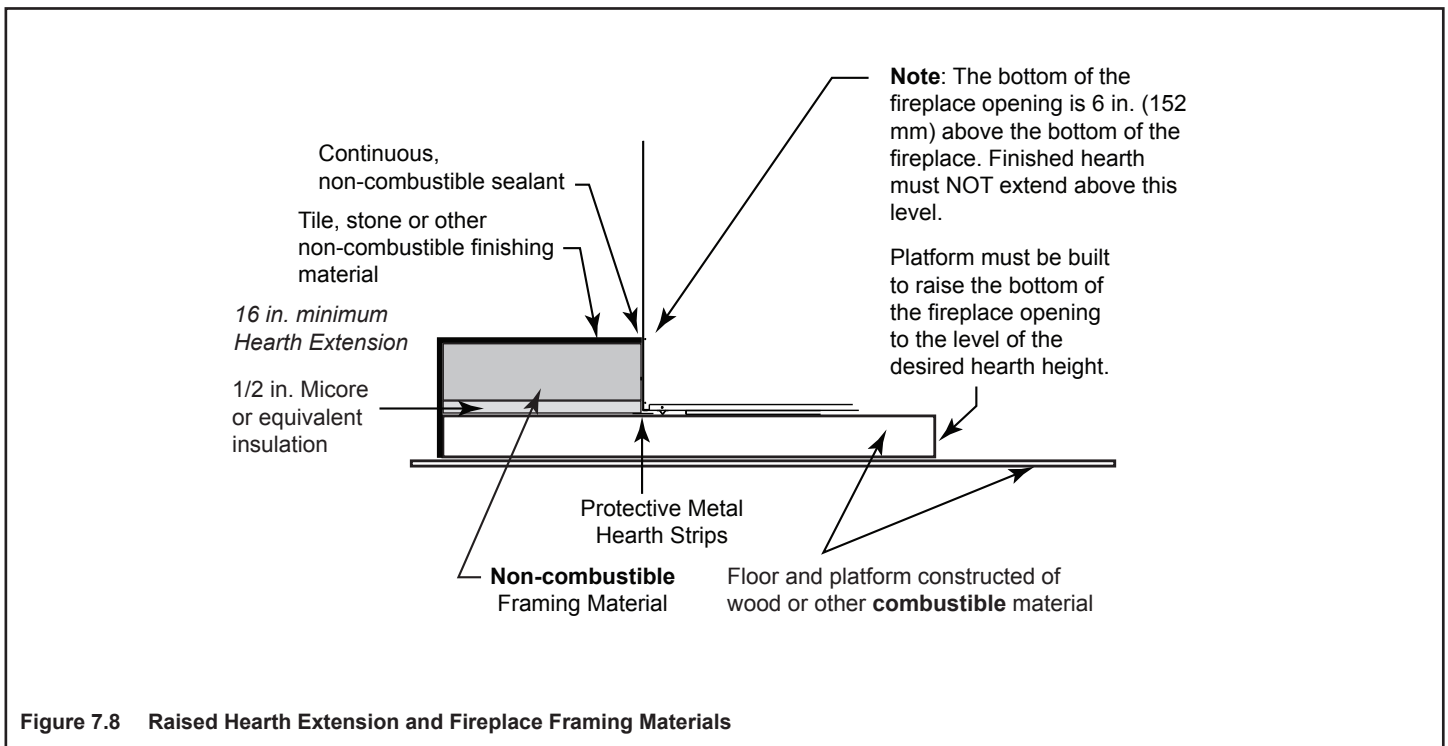 Note: The bottom of the
fireplace opening is 6 in. (152
mm) above the bottom of the
fireplace. Finished hearth
must NOT extend above this
level.
Continuous,
non-combustible sealant
Tile, stone or other
non-combustible finishing
material
Platform must be built
to raise the bottom of
the fireplace opening
to the level of the
desired hearth height.
16 in. minimum
Hearth Extension
1/2 in. Micore
or equivalent
insulation
Protective Metal
Hearth Strips
Non-combustible
Framing Material
Floor and platform constructed of
wood or other combustible material
Figure 7.8 Raised Hearth Extension and Fireplace Framing Materials